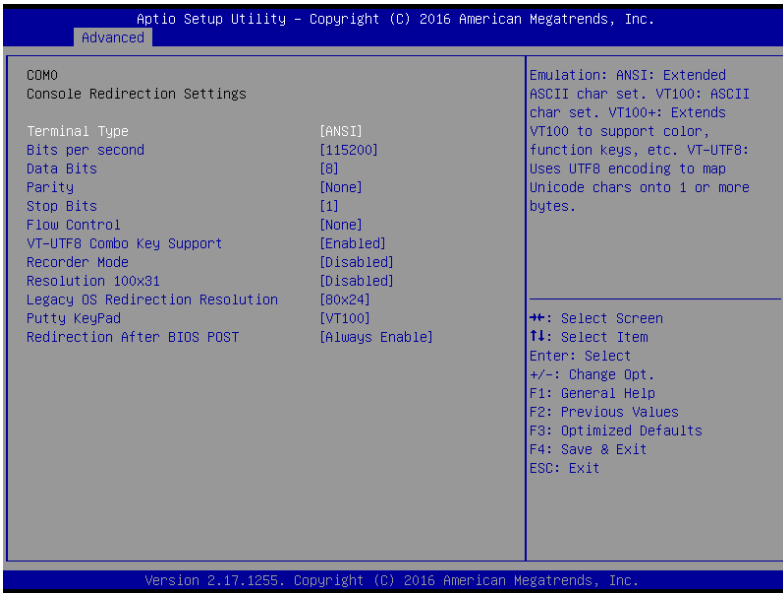 Aptio Setup Utility – Copyright (C) 2016 American Megatrends, Inc.
Advanced
COM0
Console Redirection Settings
Terminal Type [ANSI]
Bits per second [115200]
Data Bits [8]
Parity [None]
Stop Bits [1]
Flow Control [None]
VT-UTF8 Combo Key Support [Enabled]
Recorder Mode [Disabled]
Resolution 100x31 [Disabled]
Legacy OS Redirection Resolution [80x24]
Putty KeyPad [VT100]
Redirection After BIOS POST [Always Enable]
Emulation: ANSI: Extended
ASCII char set. VT100: ASCII
char set. VT100+: Extends
VT100 to support color,
function keys, etc. VT-UTF8:
Uses UTF8 encoding to map
Unicode chars onto 1 or more
bytes.
→←: Select Screen
↑↓: Select Item
Enter: Select
+/-: Change Opt.
F1: General Help
F2: Previous Values
F3: Optimized Defaults
F4: Save & Exit
ESC: Exit
Version 2.17.1255. Copyright (C) 2016 American Megatrends, Inc.